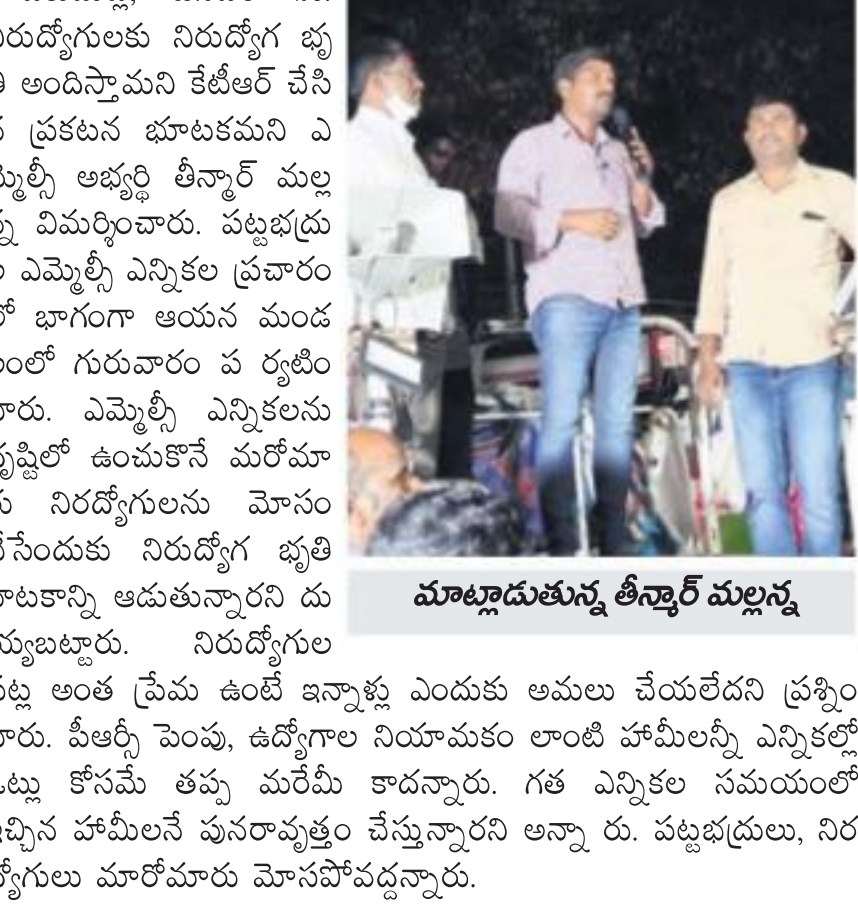 నిరుద్యోగులకు నిరుద్యోగ భృ
తి అందిస్తామని కేటీఆర్ చేసి
న ప్రకటన భూటకమని ఎ
మ్మెల్సీ అభ్యర్థి తీన్మార్ మల్ల
న్న విమర్శించారు. పట్టభద్రు
ల ఎమ్మెల్సీ ఎన్నికల ప్రచారం
లో భాగంగా ఆయన మండ
లంలో గురువారం ప ర్యటిం
చారు. ఎమ్మెల్సీ ఎన్నికలను
దృష్టిలో ఉంచుకొనే మరోమా
రు నిరద్యోగులను మోసం
చేసేందుకు నిరుద్యోగ భృతి
నాటకాన్ని ఆడుతున్నారని దు
య్యబట్టారు. నిరుద్యోగుల
పట్ల అంత ప్రేమ ఉంటే ఇన్నాళ్లు ఎందుకు అమలు చేయలేదని ప్రశ్నిం
చారు. పీఆర్సీ పెంపు, ఉద్యోగాల నియామకం లాంటి హామీలన్నీ ఎన్నికల్లో
ఓట్లు కోసమే తప్ప మరేమీ కాదన్నారు. గత ఎన్నికల సమయంలో
ఇచ్చిన హామీలనే పునరావృత్తం చేస్తున్నారని అన్నా రు. పట్టభద్రులు, నిర
ద్యోగులు మారోమారు మోసపోవద్దన్నారు.
మాట్లాడుతున్న తీన్మార్ మల్లన్న